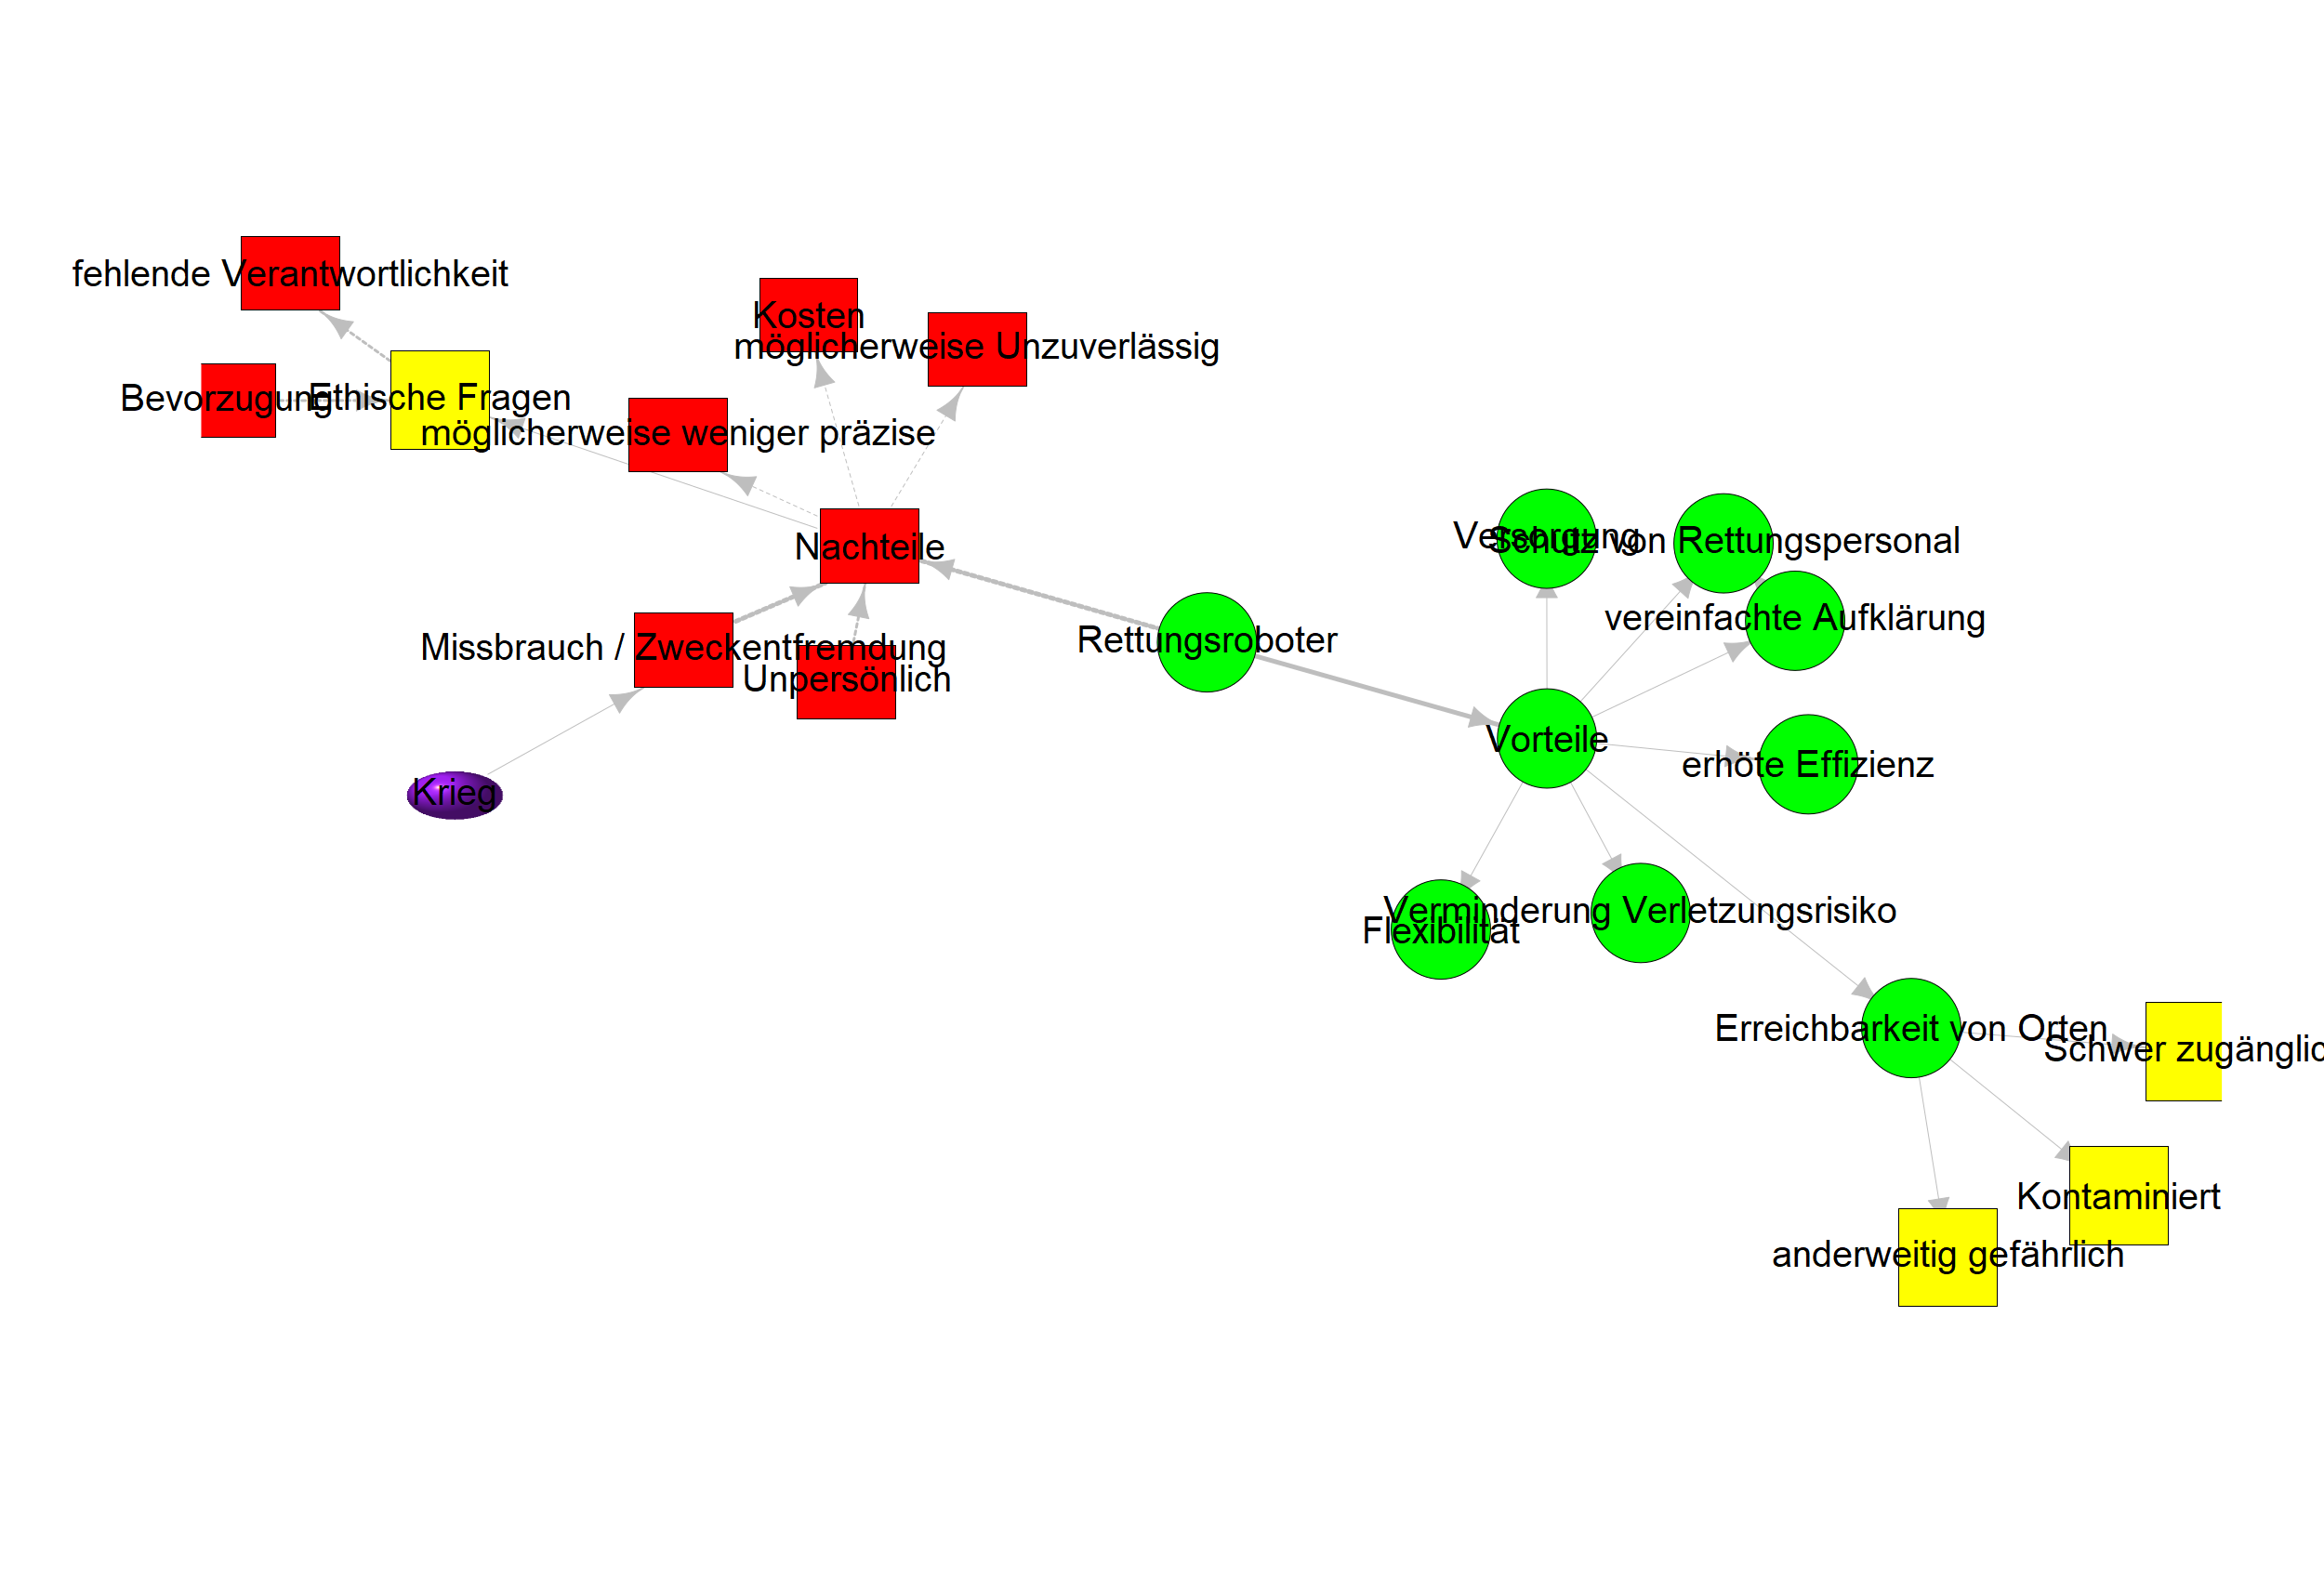 fehlende Verantwortlichkeit
Kosten
möglicherweise Unzuverlässig
Bevorzugung
Ethische Fragen
möglicherweise weniger präzise
Nachteile
Versorgung
Schutz von Rettungspersonal
vereinfachte Aufklärung
Rettungsroboter
Missbrauch / Zweckentfremdung
Unpersönlich
Vorteile
erhöte Effizienz
Krieg
Verminderung Verletzungsrisiko
Flexibilität
Erreichbarkeit von Orten
Schwer zugänglic
Kontaminiert
anderweitig gefährlich